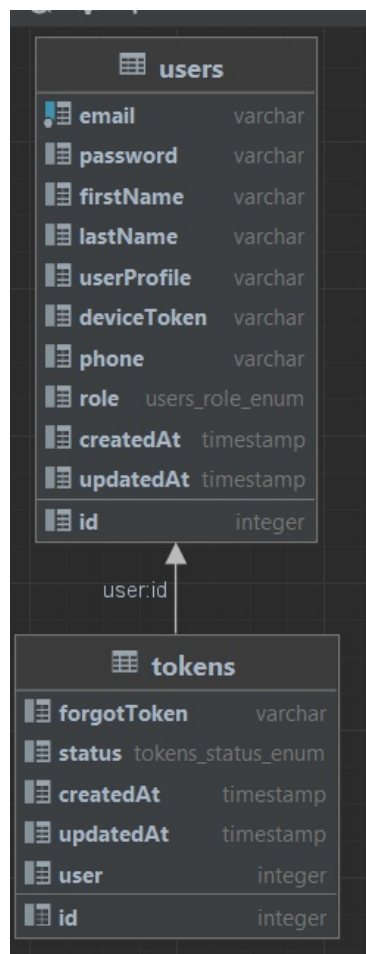 users
email varchar
password varchar
firstName varchar
lastName varchar
userProfile varchar
deviceToken varchar
phone varchar
role users_role_enum
createdAt timestamp
updatedAt timestamp
id integer
user:id
tokens
forgotToken varchar
status tokens_status_enum
createdAt timestamp
updatedAt timestamp
user integer
id integer